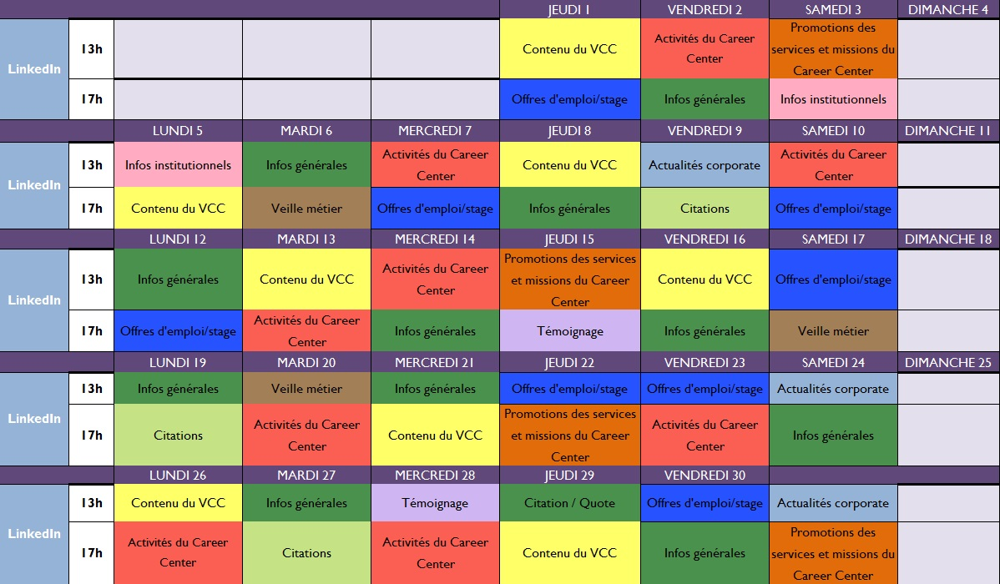 JEUDI 1 VENDREDI 2 SAMEDI 3 DIMANCHE 4
LinkedIn
13h
Contenu du VCC
Activités du Career
Center
Promotions des
services et missions du
Career Center
17h
Offres d'emploi/stage
Infos générales
Infos institutionnels
LUNDI 5 MARDI 6 MERCREDI 7 JEUDI 8 VENDREDI 9 SAMEDI 10 DIMANCHE 11
LinkedIn
13h
Infos institutionnels
Infos générales
Activités du Career
Center
Contenu du VCC
Actualités corporate
Activités du Career
Center
17h
Contenu du VCC
Veille métier
Offres d'emploi/stage
Infos générales
Citations
Offres d'emploi/stage
LUNDI 12 MARDI 13 MERCREDI 14 JEUDI 15 VENDREDI 16 SAMEDI 17 DIMANCHE 18
LinkedIn
13h
Infos générales
Contenu du VCC
Activités du Career
Center
Promotions des services
et missions du Career
Center
Contenu du VCC
Offres d'emploi/stage
17h
Offres d'emploi/stage
Activités du Career
Center
Infos générales
Témoignage
Infos générales
Veille métier
LUNDI 19 MARDI 20 MERCREDI 21 JEUDI 22 VENDREDI 23 SAMEDI 24 DIMANCHE 25
LinkedIn
13h
Infos générales
Veille métier
Infos générales
Offres d'emploi/stage
Offres d'emploi/stage
Actualités corporate
17h
Citations
Activités du Career
Center
Contenu du VCC
Promotions des services
et missions du Career
Center
Activités du Career
Center
Infos générales
LUNDI 26 MARDI 27 MERCREDI 28 JEUDI 29 VENDREDI 30
LinkedIn
13h
Contenu du VCC
Infos générales
Témoignage
Citation / Quote
Offres d'emploi/stage
Actualités corporate
17h
Activités du Career
Center
Citations
Activités du Career
Center
Contenu du VCC
Infos générales
Promotions des
services et missions du
Career Center